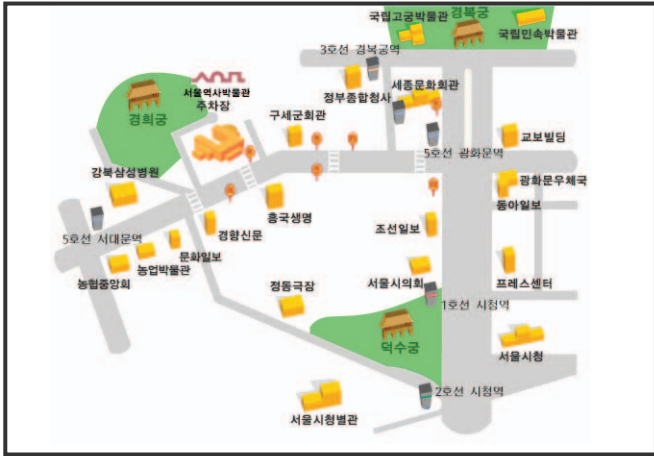 국립고궁박물관
경복궁
국립민속박물관
3호선 경복궁역
정부종합청사
세종문화회관
서울역사박물관
주차장
경희궁
구세군회관
5호선 광화문역
교보빌딩
강북삼성병원
흥국생명
광화문우체국
동아일보
5호선 서대문역
경향신문
조선일보
문화일보
농업박물관
농협중앙회
정동극장
서울시의회
프레스센터
1호선 시청역
덕수궁
서울시청
2호선 시청역
서울시청별관